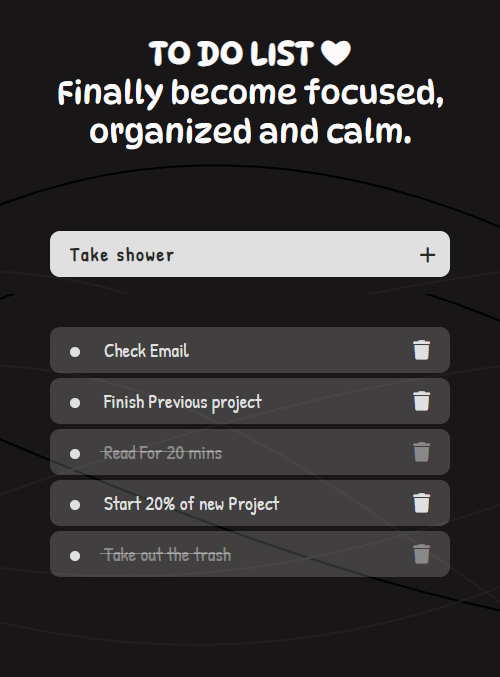 TO DO LIST 🤍
Finally become focused,
organized and calm.
Take shower +
Check Email
Finish Previous project
Read For 20 mins
Start 20% of new Project
Take out the trash